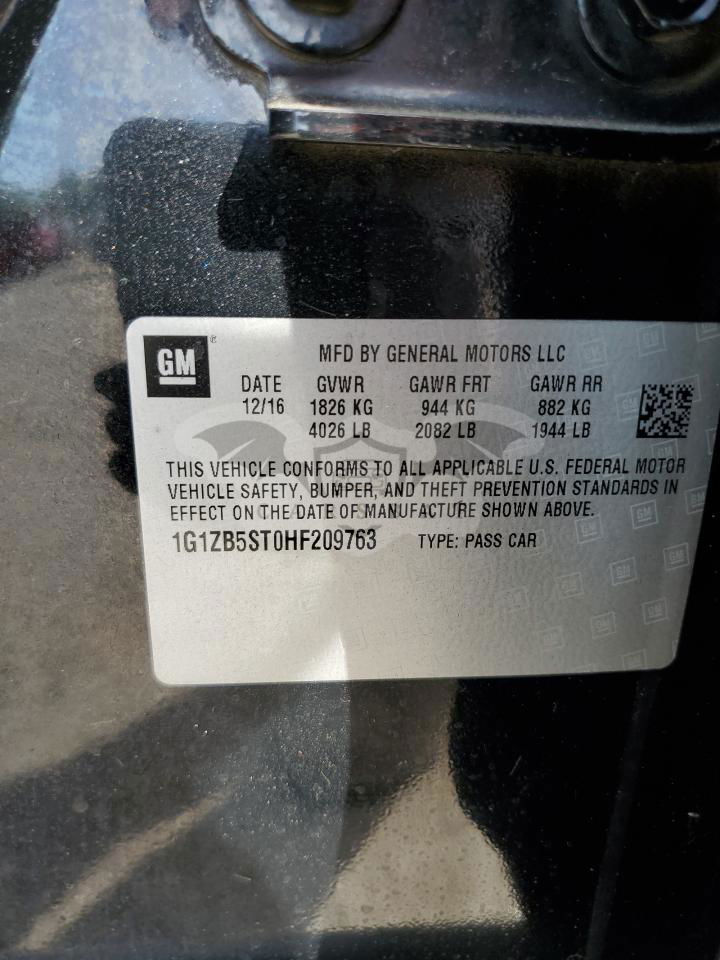 GM
MFD BY GENERAL MOTORS LLC
DATE GVWR GAWR FRT GAWR RR
12/16 1826 KG 944 KG 882 KG
4026 LB 2082 LB 1944 LB
THIS VEHICLE CONFORMS TO ALL APPLICABLE U.S. FEDERAL MOTOR
VEHICLE SAFETY, BUMPER, AND THEFT PREVENTION STANDARDS IN
EFFECT ON THE DATE OF MANUFACTURE SHOWN ABOVE.
1G1ZB5ST0HF209763 TYPE: PASS CAR